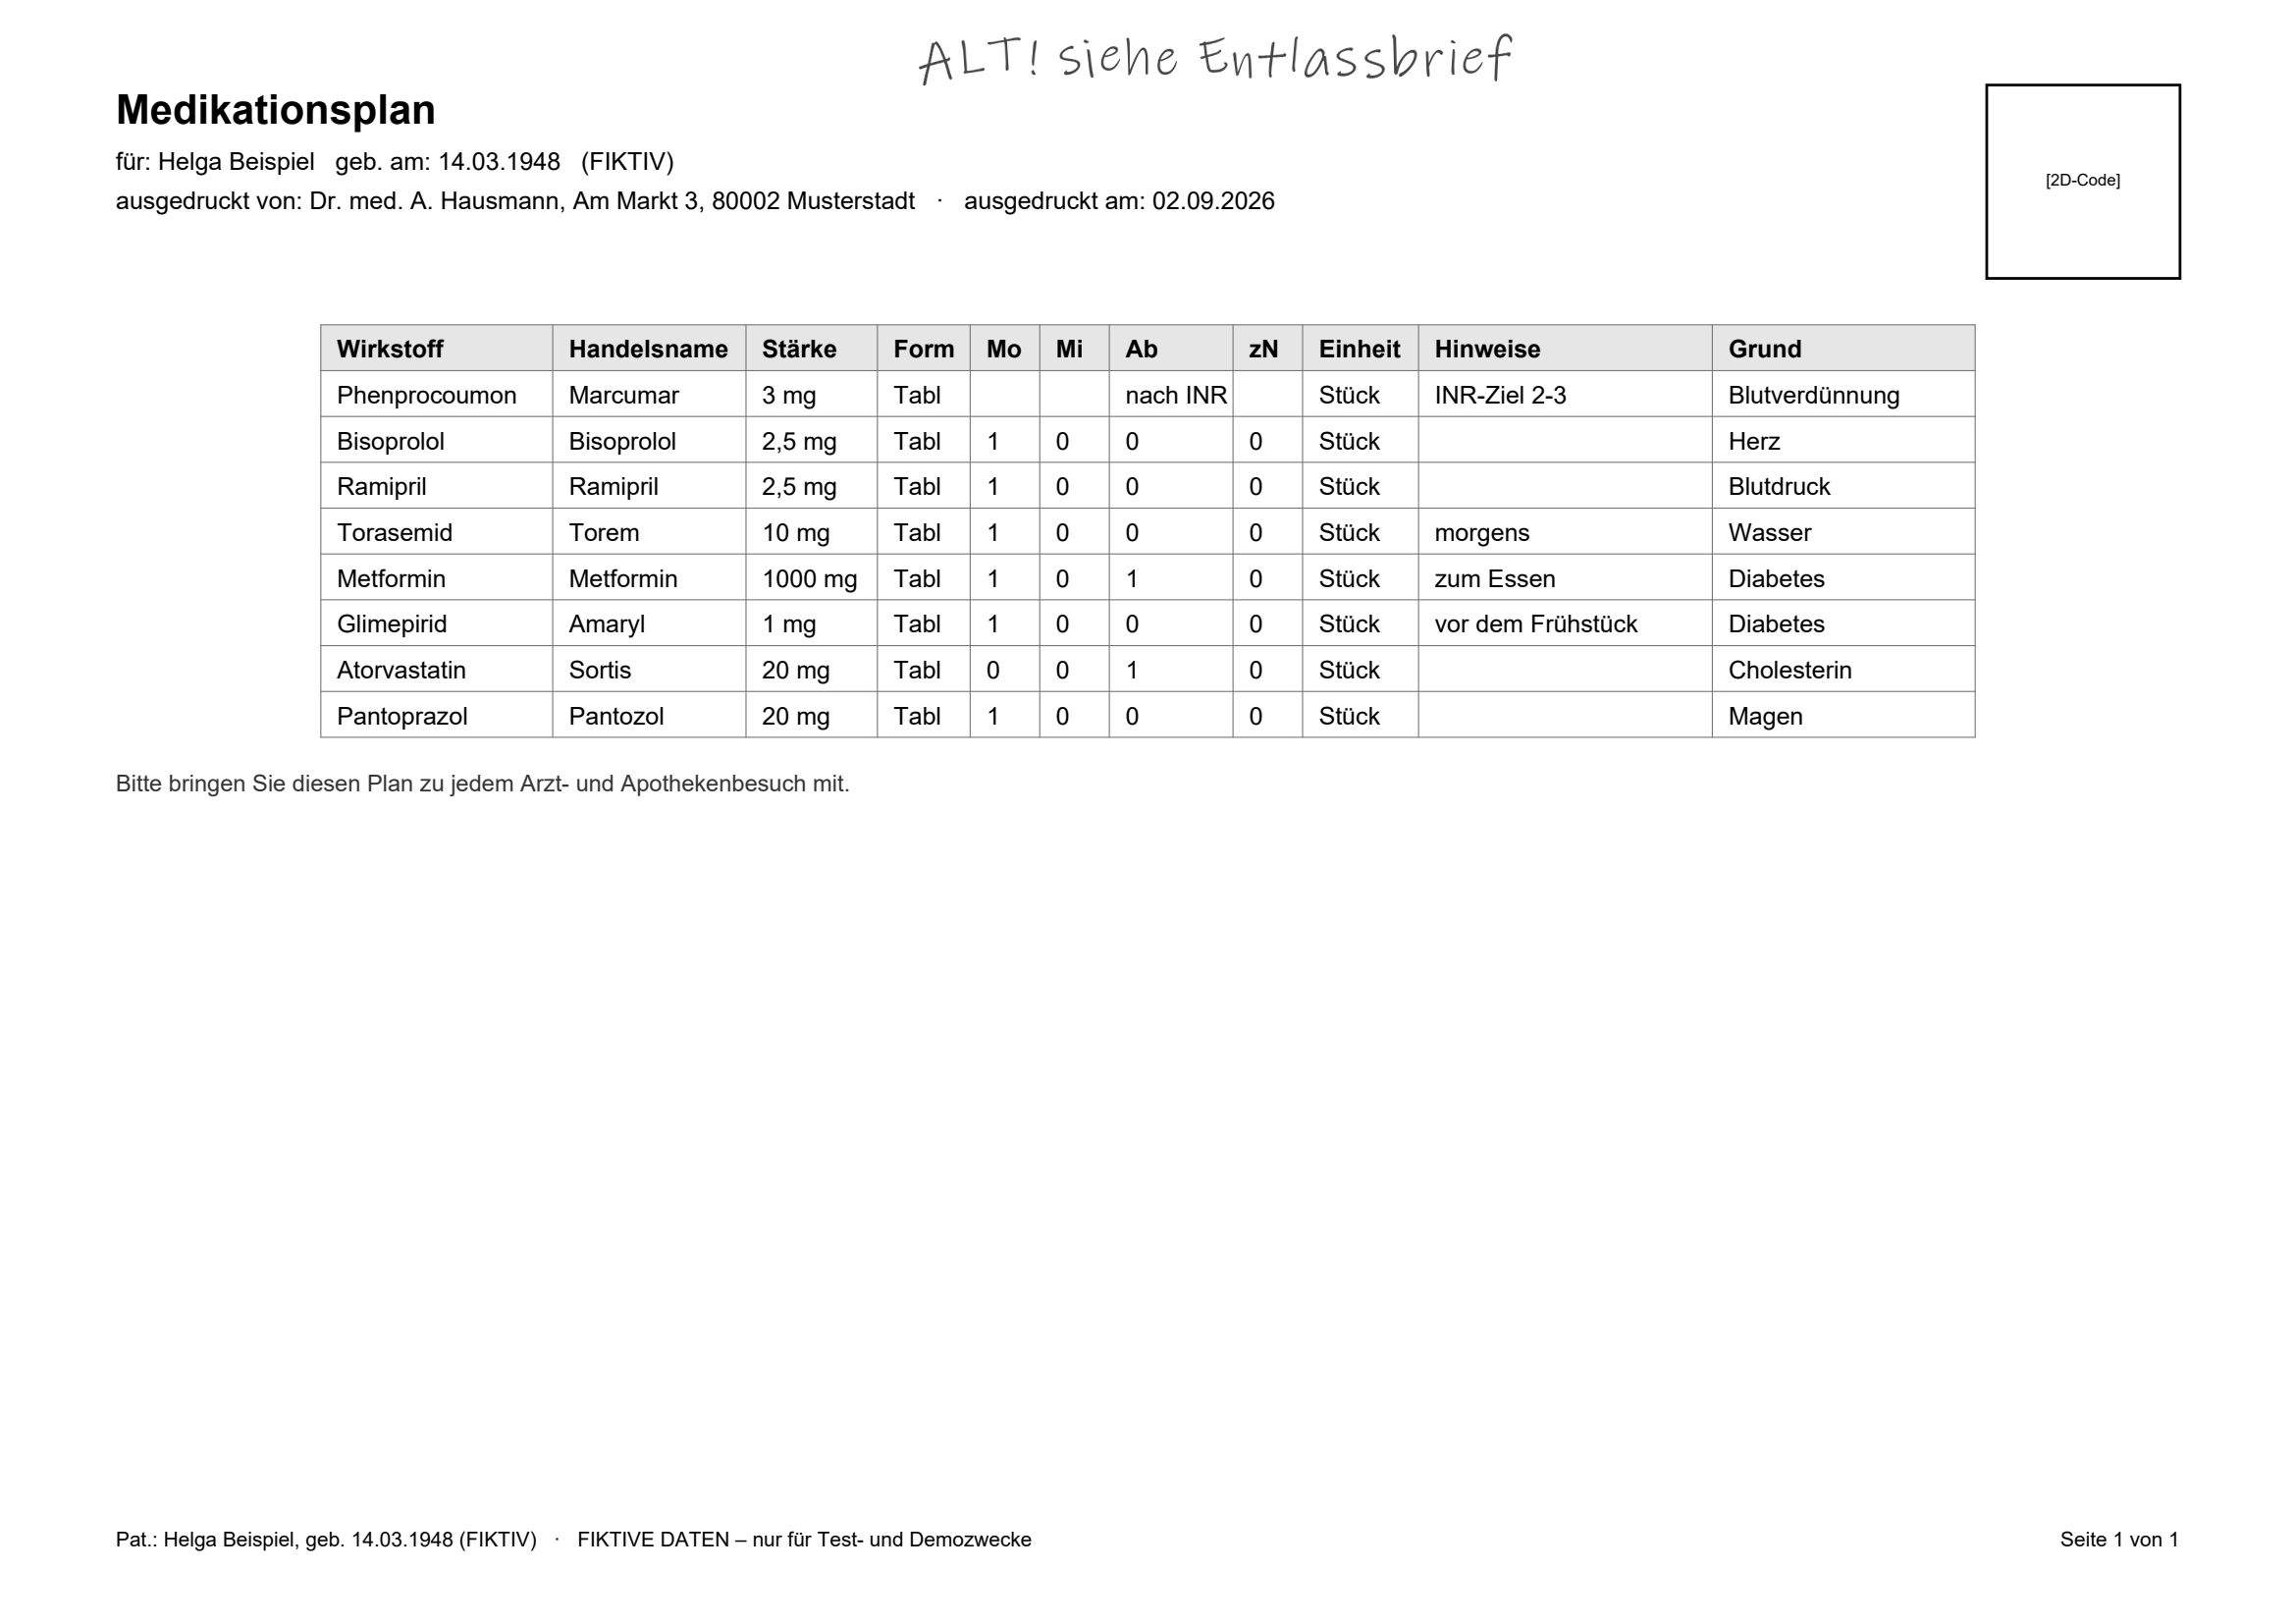 ALT! siehe Entlassbrief
Medikationsplan
für: Helga Beispiel geb. am: 14.03.1948 (FIKTIV)
ausgedruckt von: Dr. med. A. Hausmann, Am Markt 3, 80002 Musterstadt · ausgedruckt am: 02.09.2026
[2D-Code]
Wirkstoff Handelsname Stärke Form Mo Mi Ab zN Einheit Hinweise Grund
Phenprocoumon Marcumar 3 mg Tabl nach INR Stück INR-Ziel 2-3 Blutverdünnung
Bisoprolol Bisoprolol 2,5 mg Tabl 1 0 0 0 Stück Herz
Ramipril Ramipril 2,5 mg Tabl 1 0 0 0 Stück Blutdruck
Torasemid Torem 10 mg Tabl 1 0 0 0 Stück morgens Wasser
Metformin Metformin 1000 mg Tabl 1 0 1 0 Stück zum Essen Diabetes
Glimepirid Amaryl 1 mg Tabl 1 0 0 0 Stück vor dem Frühstück Diabetes
Atorvastatin Sortis 20 mg Tabl 0 0 1 0 Stück Cholesterin
Pantoprazol Pantozol 20 mg Tabl 1 0 0 0 Stück Magen
Bitte bringen Sie diesen Plan zu jedem Arzt- und Apothekenbesuch mit.
Pat.: Helga Beispiel, geb. 14.03.1948 (FIKTIV) · FIKTIVE DATEN – nur für Test- und Demozwecke Seite 1 von 1